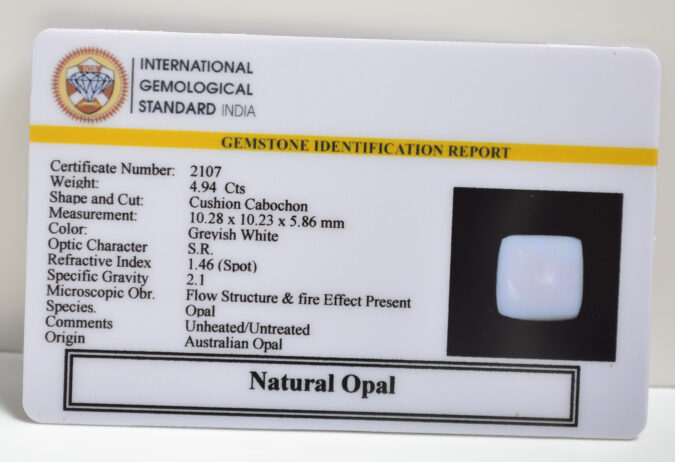 IGS
INTERNATIONAL
GEMOLOGICAL
STANDARD INDIA
GEMSTONE IDENTIFICATION REPORT
Certificate Number: 2107
Weight: 4.94 Cts
Shape and Cut: Cushion Cabochon
Measurement: 10.28 x 10.23 x 5.86 mm
Color: Greyish White
Optic Character S.R.
Refractive Index 1.46 (Spot)
Specific Gravity 2.1
Microscopic Obr. Flow Structure & fire Effect Present
Species. Opal
Comments Unheated/Untreated
Origin Australian Opal
Natural Opal